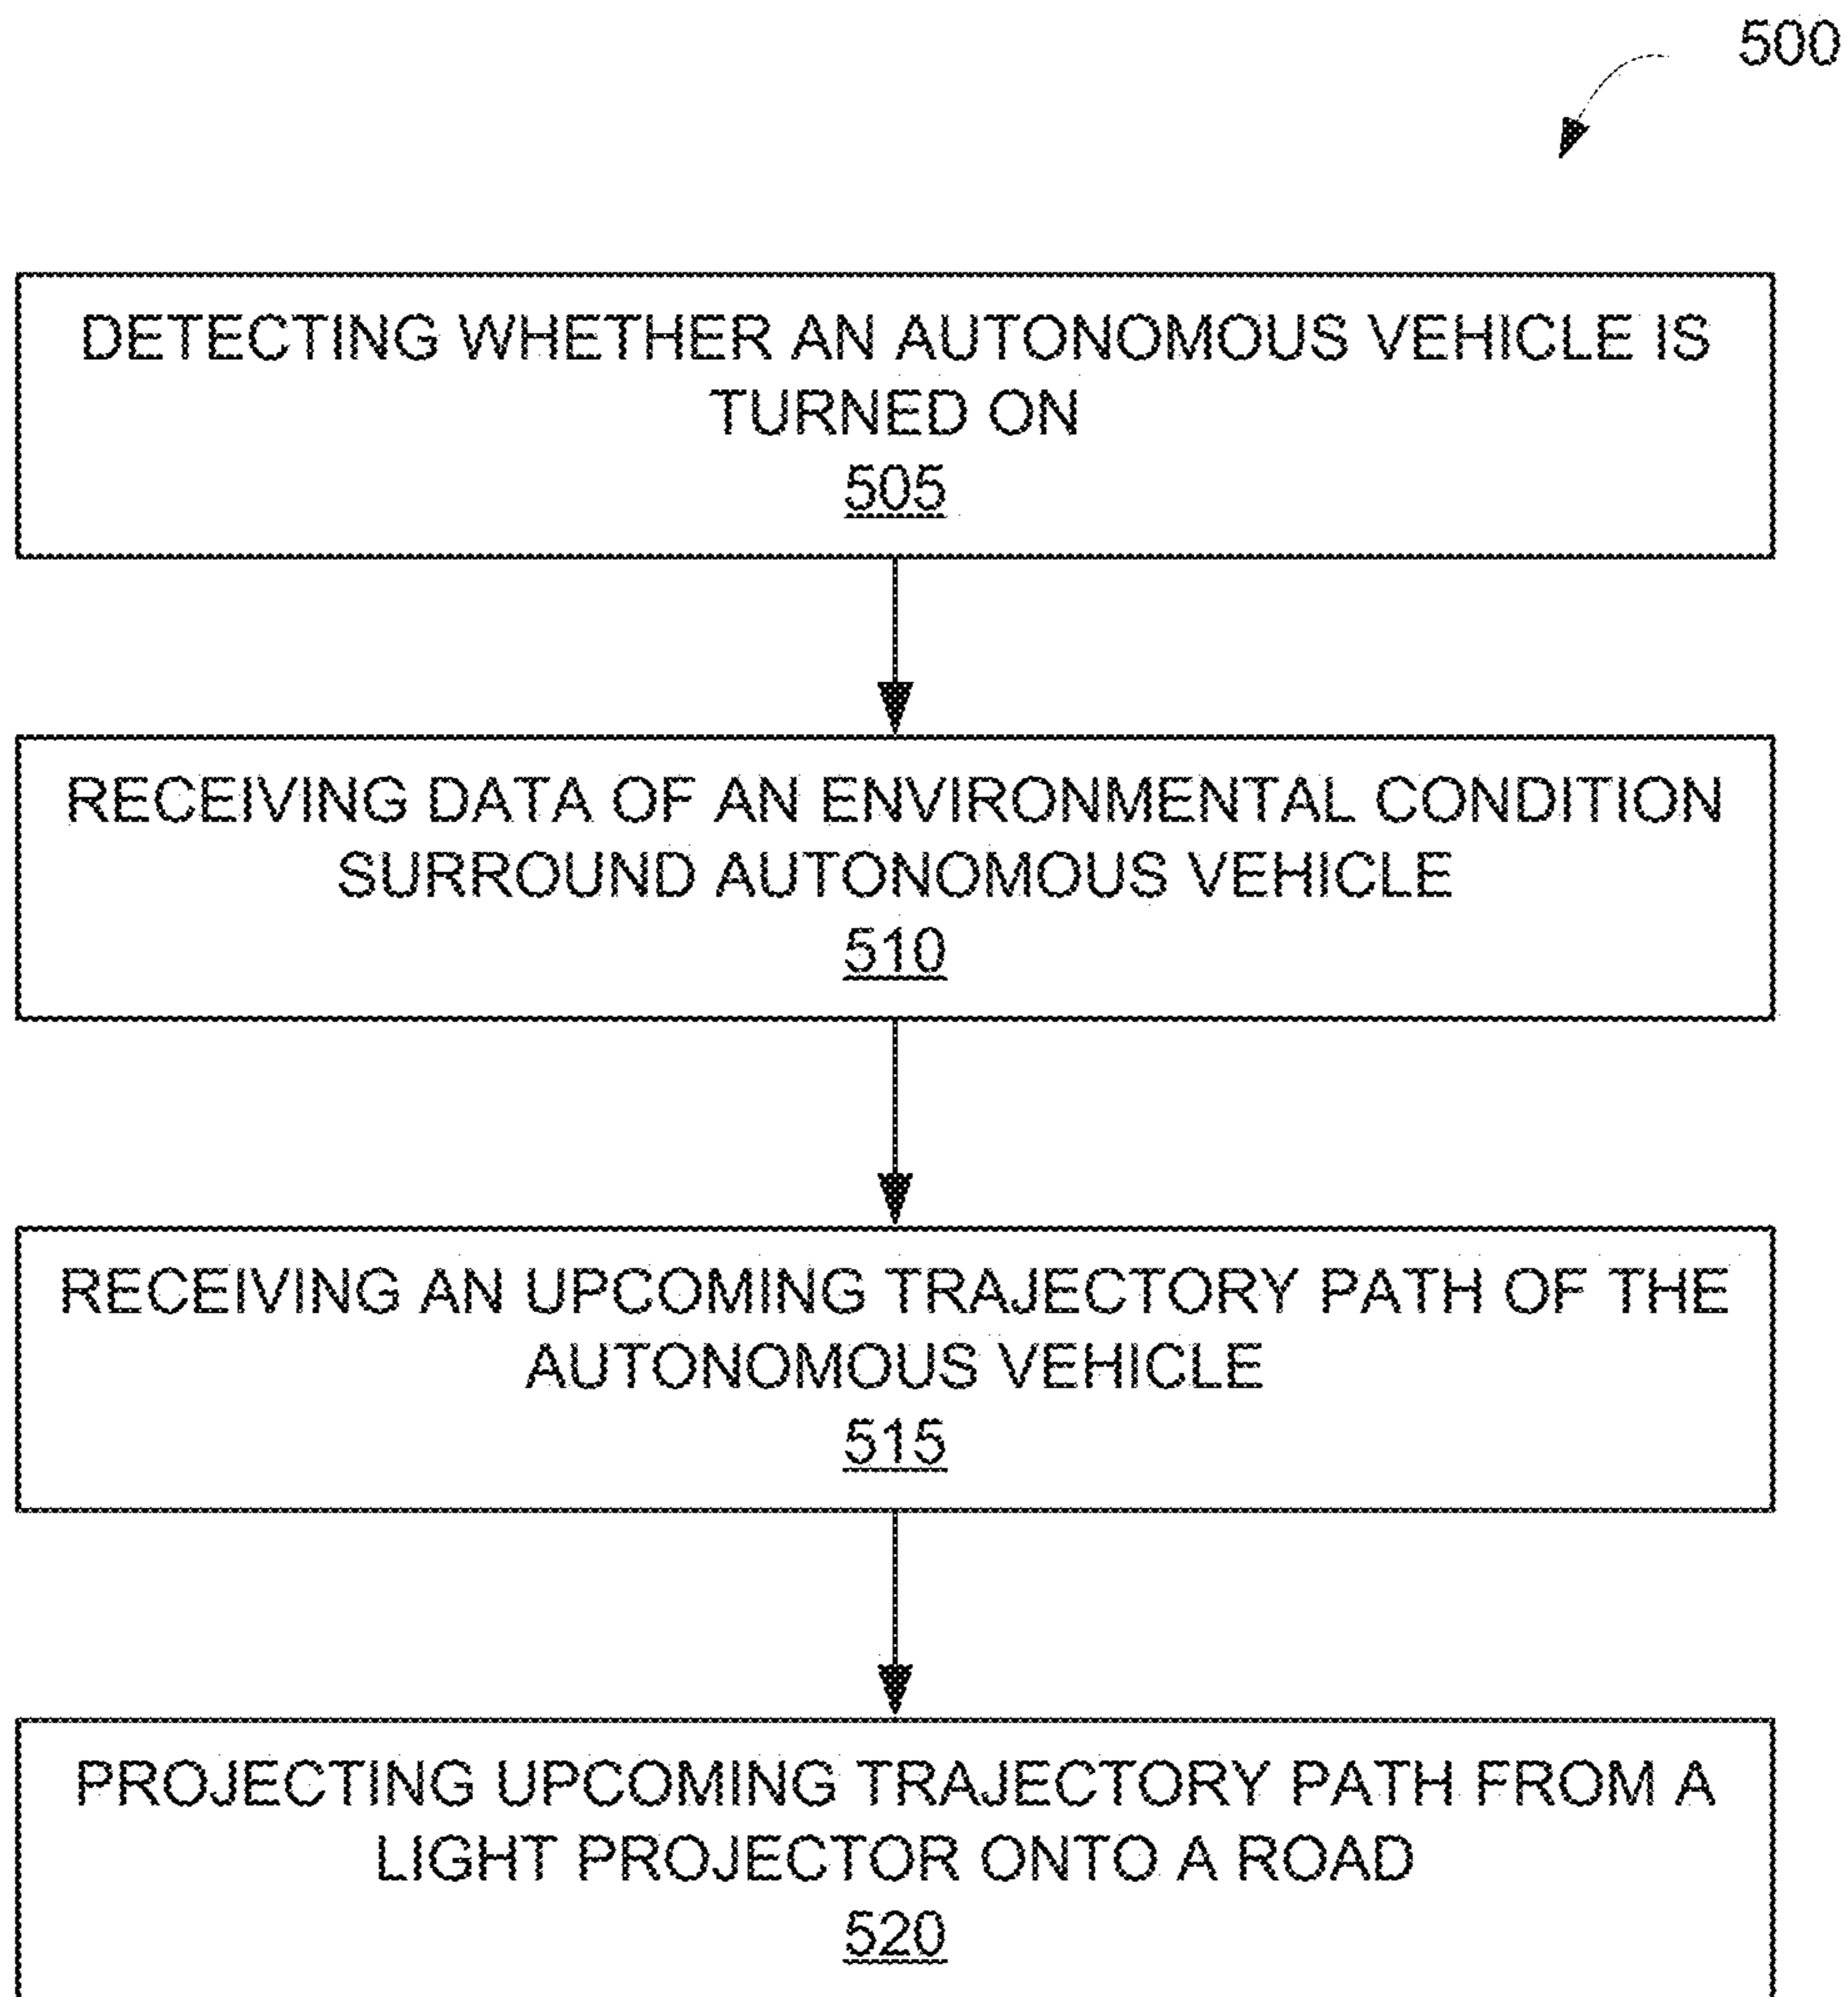 500
DETECTING WHETHER AN AUTONOMOUS VEHICLE IS
TURNED ON
505
RECEIVING DATA OF AN ENVIRONMENTAL CONDITION
SURROUND AUTONOMOUS VEHICLE
510
RECEIVING AN UPCOMING TRAJECTORY PATH OF THE
AUTONOMOUS VEHICLE
515
PROJECTING UPCOMING TRAJECTORY PATH FROM A
LIGHT PROJECTOR ONTO A ROAD
520